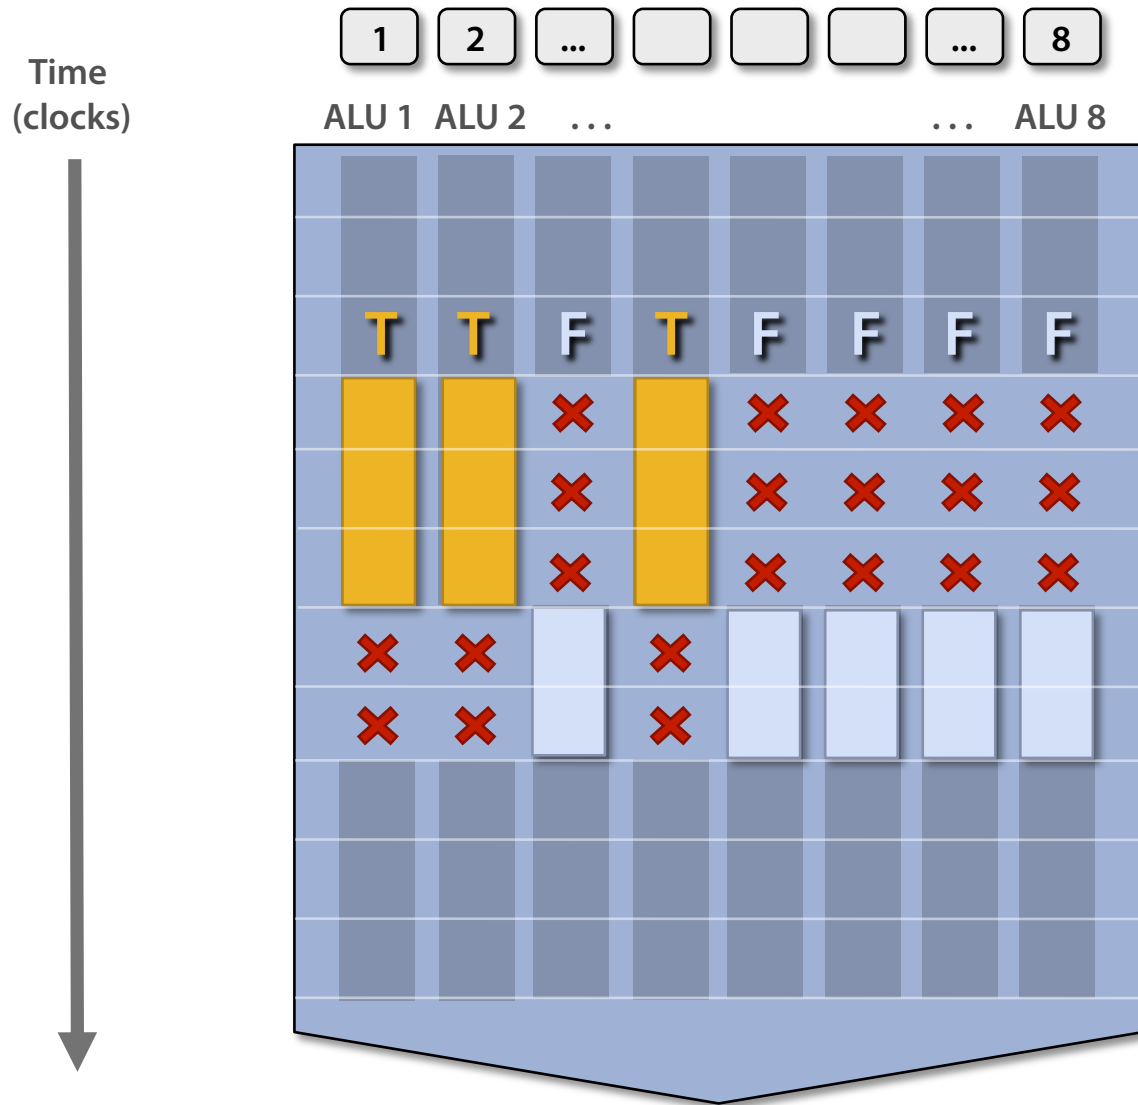 1 2 ... ... 8
Time
(clocks)
ALU 1 ALU 2 ... ... ALU 8
T T F T F F F F